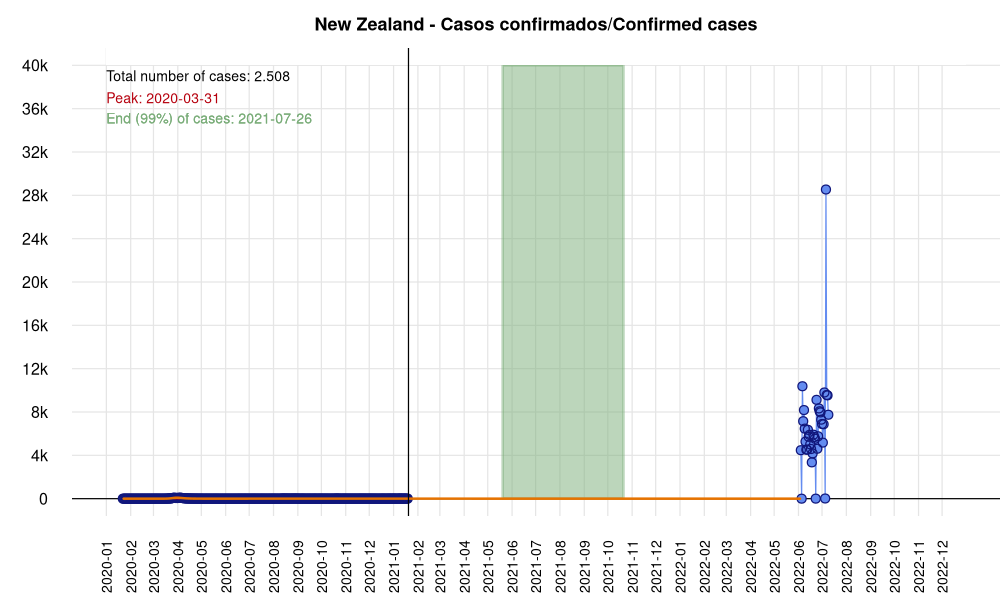 New Zealand - Casos confirmados/Confirmed cases
40k
36k
32k
28k
24k
20k
16k
12k
8k
4k
0
Total number of cases: 2.508
Peak: 2020-03-31
End (99%) of cases: 2021-07-26
2020-01
2020-02
2020-03
2020-04
2020-05
2020-06
2020-07
2020-08
2020-09
2020-10
2020-11
2020-12
2021-01
2021-02
2021-03
2021-04
2021-05
2021-06
2021-07
2021-08
2021-09
2021-10
2021-11
2021-12
2022-01
2022-02
2022-03
2022-04
2022-05
2022-06
2022-07
2022-08
2022-09
2022-10
2022-11
2022-12